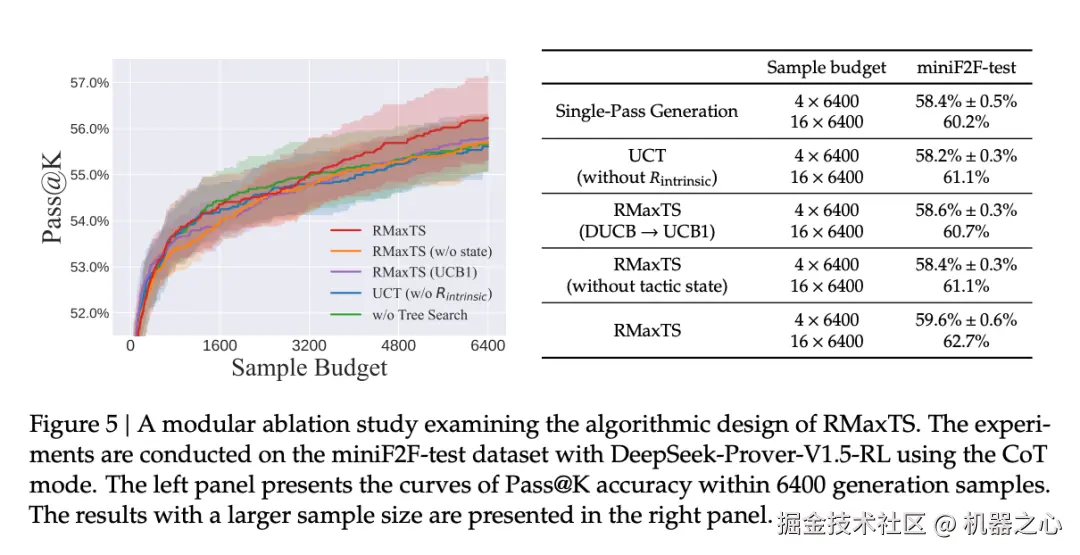 57.0%
56.0%
55.0%
54.0%
53.0%
52.0%
Pass@K
RMaxTS
RMaxTS (w/o state)
RMaxTS (UCB1)
UCT (w/o R_intrinsic)
w/o Tree Search
0 1600 3200 4800 6400
Sample Budget
Sample budget miniF2F-test
Single-Pass Generation
4 × 6400 58.4% ± 0.5%
16 × 6400 60.2%
UCT
(without R_intrinsic)
4 × 6400 58.2% ± 0.3%
16 × 6400 61.1%
RMaxTS
(DUCB → UCB1)
4 × 6400 58.6% ± 0.3%
16 × 6400 60.7%
RMaxTS
(without tactic state)
4 × 6400 58.4% ± 0.3%
16 × 6400 61.1%
RMaxTS
4 × 6400 59.6% ± 0.6%
16 × 6400 62.7%
Figure 5 | A modular ablation study examining the algorithmic design of RMaxTS. The experi-
ments are conducted on the miniF2F-test dataset with DeepSeek-Prover-V1.5-RL using the CoT
mode. The left panel presents the curves of Pass@K accuracy within 6400 generation samples.
The results with a larger sample size are presented in the right panel.
掘金技术社区 @ 机器之心